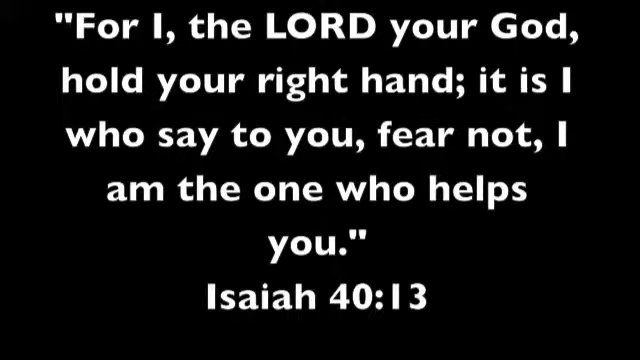 "For I, the LORD your God,
hold your right hand; it is I
who say to you, fear not, I
am the one who helps
you."
Isaiah 40:13